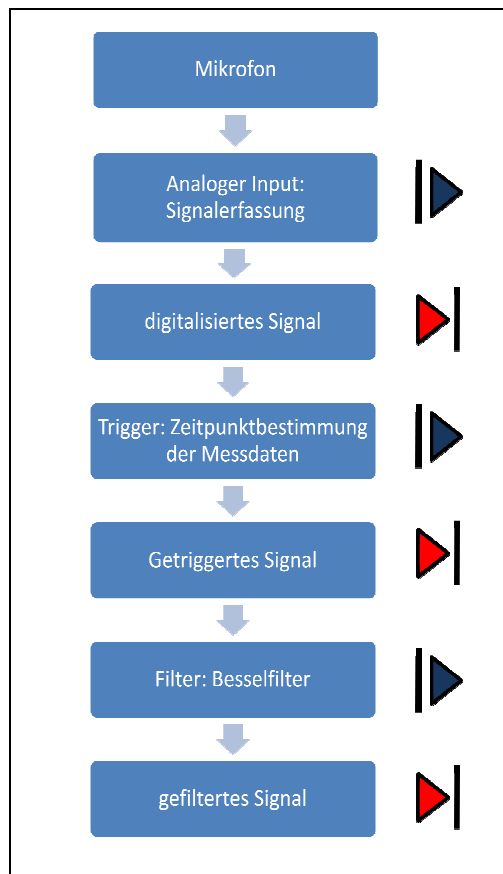 Mikrofon
Analoger Input:
Signalerfassung
digitalisiertes Signal
Trigger: Zeitpunktbestimmung
der Messdaten
Getriggertes Signal
Filter: Besselfilter
gefiltertes Signal